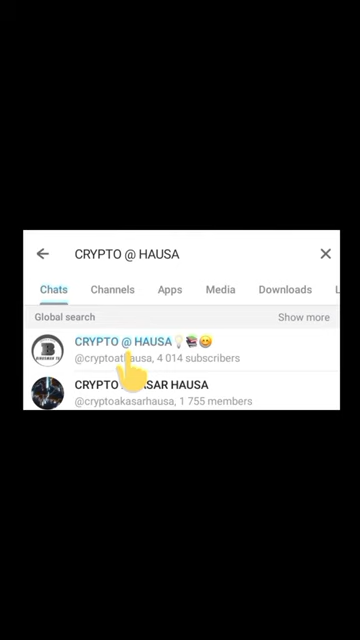 CRYPTO @ HAUSA
Chats Channels Apps Media Downloads L
Global search Show more
CRYPTO @ HAUSA💡📚😄
@cryptoathausa, 4 014 subscribers
CRYPTO HAUSA
@cryptoakasarhausa, 1 755 members